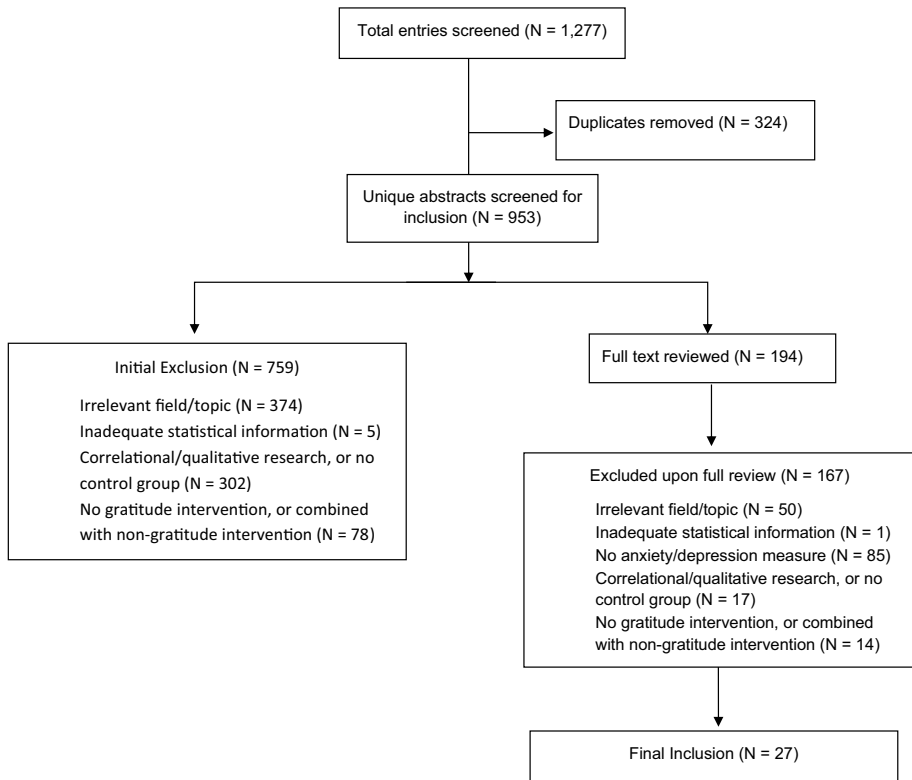 Total entries screened (N = 1,277)
Duplicates removed (N = 324)
Unique abstracts screened for
inclusion (N = 953)
Initial Exclusion (N = 759)
Irrelevant field/topic (N = 374)
Inadequate statistical information (N = 5)
Correlational/qualitative research, or no
control group (N = 302)
No gratitude intervention, or combined
with non-gratitude intervention (N = 78)
Full text reviewed (N = 194)
Excluded upon full review (N = 167)
Irrelevant field/topic (N = 50)
Inadequate statistical information (N = 1)
No anxiety/depression measure (N = 85)
Correlational/qualitative research, or no
control group (N = 17)
No gratitude intervention, or combined
with non-gratitude intervention (N = 14)
Final Inclusion (N = 27)